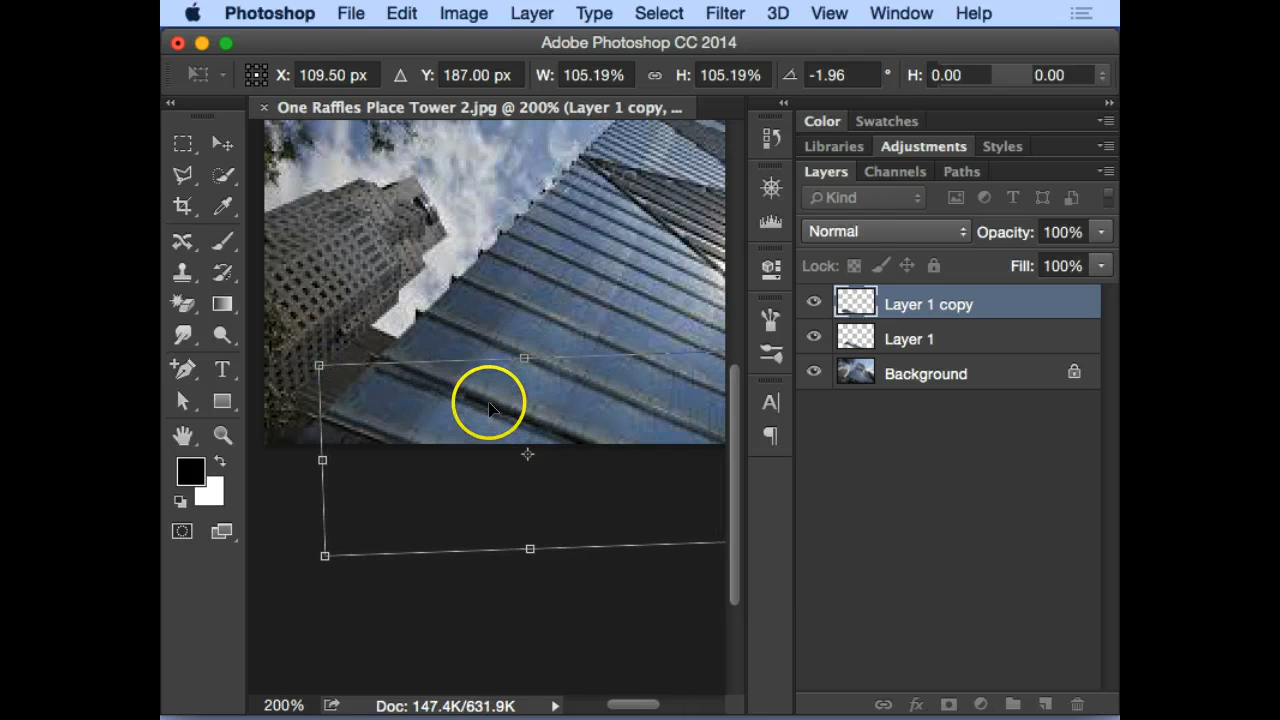 Photoshop File Edit Image Layer Type Select Filter 3D View Window Help
Adobe Photoshop CC 2014
X: 109.50 px Y: 187.00 px W: 105.19% H: 105.19% -1.96 ° H: 0.00 0.00
× One Raffles Place Tower 2.jpg @ 200% (Layer 1 copy, ...
Color Swatches
Libraries Adjustments Styles
Layers Channels Paths
Kind
Normal Opacity: 100%
Lock: Fill: 100%
Layer 1 copy
Layer 1
Background
200% Doc: 147.4K/631.9K